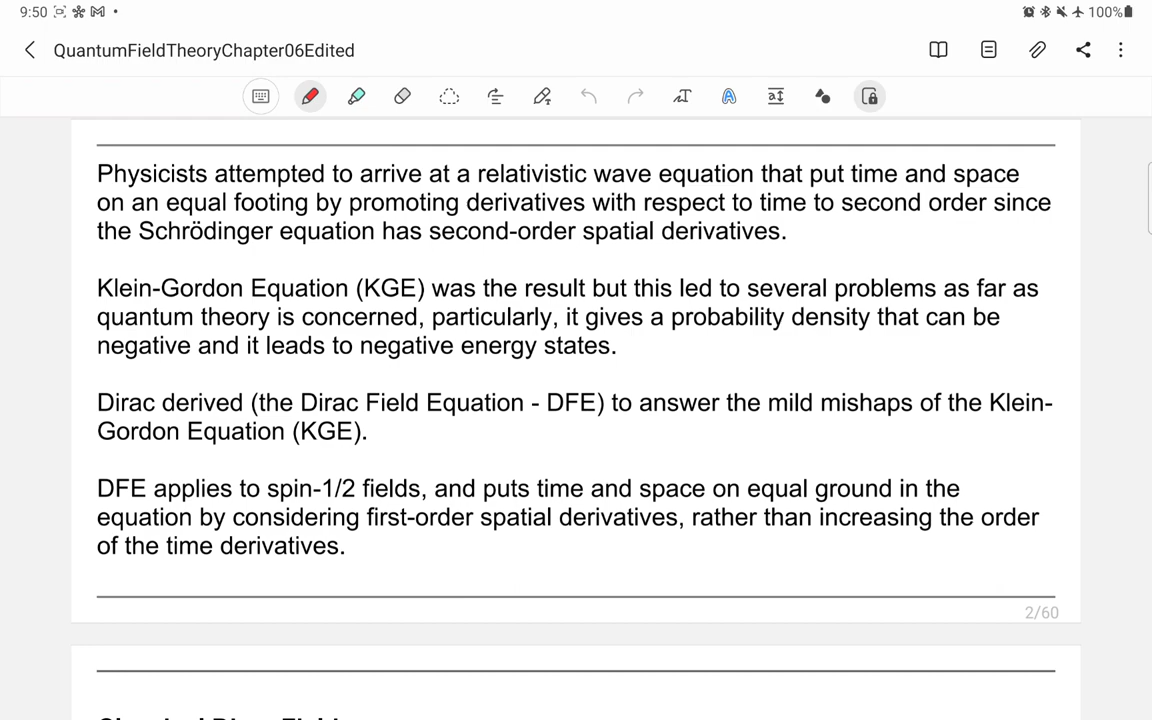 9:50 100%
QuantumFieldTheoryChapter06Edited
Physicists attempted to arrive at a relativistic wave equation that put time and space
on an equal footing by promoting derivatives with respect to time to second order since
the Schrödinger equation has second-order spatial derivatives.
Klein-Gordon Equation (KGE) was the result but this led to several problems as far as
quantum theory is concerned, particularly, it gives a probability density that can be
negative and it leads to negative energy states.
Dirac derived (the Dirac Field Equation - DFE) to answer the mild mishaps of the Klein-
Gordon Equation (KGE).
DFE applies to spin-1/2 fields, and puts time and space on equal ground in the
equation by considering first-order spatial derivatives, rather than increasing the order
of the time derivatives.
2/60